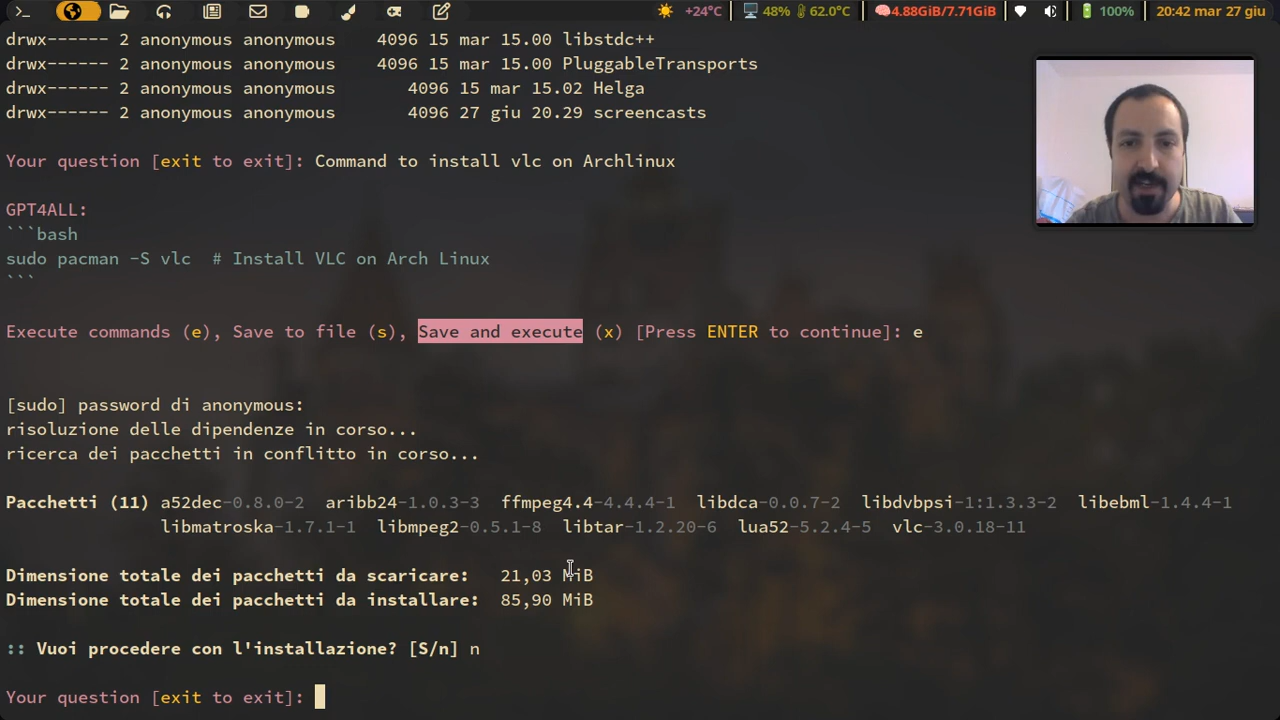 +24°C 48% 62.0°C 4.88GiB/7.71GiB 100% 20:42 mar 27 giu
drwx------ 2 anonymous anonymous 4096 15 mar 15.00 libstdc++
drwx------ 2 anonymous anonymous 4096 15 mar 15.00 PluggableTransports
drwx------ 2 anonymous anonymous 4096 15 mar 15.02 Helga
drwx------ 2 anonymous anonymous 4096 27 giu 20.29 screencasts
Your question [exit to exit]: Command to install vlc on Archlinux
GPT4ALL:
```bash
sudo pacman -S vlc # Install VLC on Arch Linux
```
Execute commands (e), Save to file (s), Save and execute (x) [Press ENTER to continue]: e
[sudo] password di anonymous:
risoluzione delle dipendenze in corso...
ricerca dei pacchetti in conflitto in corso...
Pacchetti (11) a52dec-0.8.0-2 aribb24-1.0.3-3 ffmpeg4.4-4.4.4-1 libdca-0.0.7-2 libdvbpsi-1:1.3.3-2 libebml-1.4.4-1
libmatroska-1.7.1-1 libmpeg2-0.5.1-8 libtar-1.2.20-6 lua52-5.2.4-5 vlc-3.0.18-11
Dimensione totale dei pacchetti da scaricare: 21,03 MiB
Dimensione totale dei pacchetti da installare: 85,90 MiB
:: Vuoi procedere con l'installazione? [S/n] n
Your question [exit to exit]: